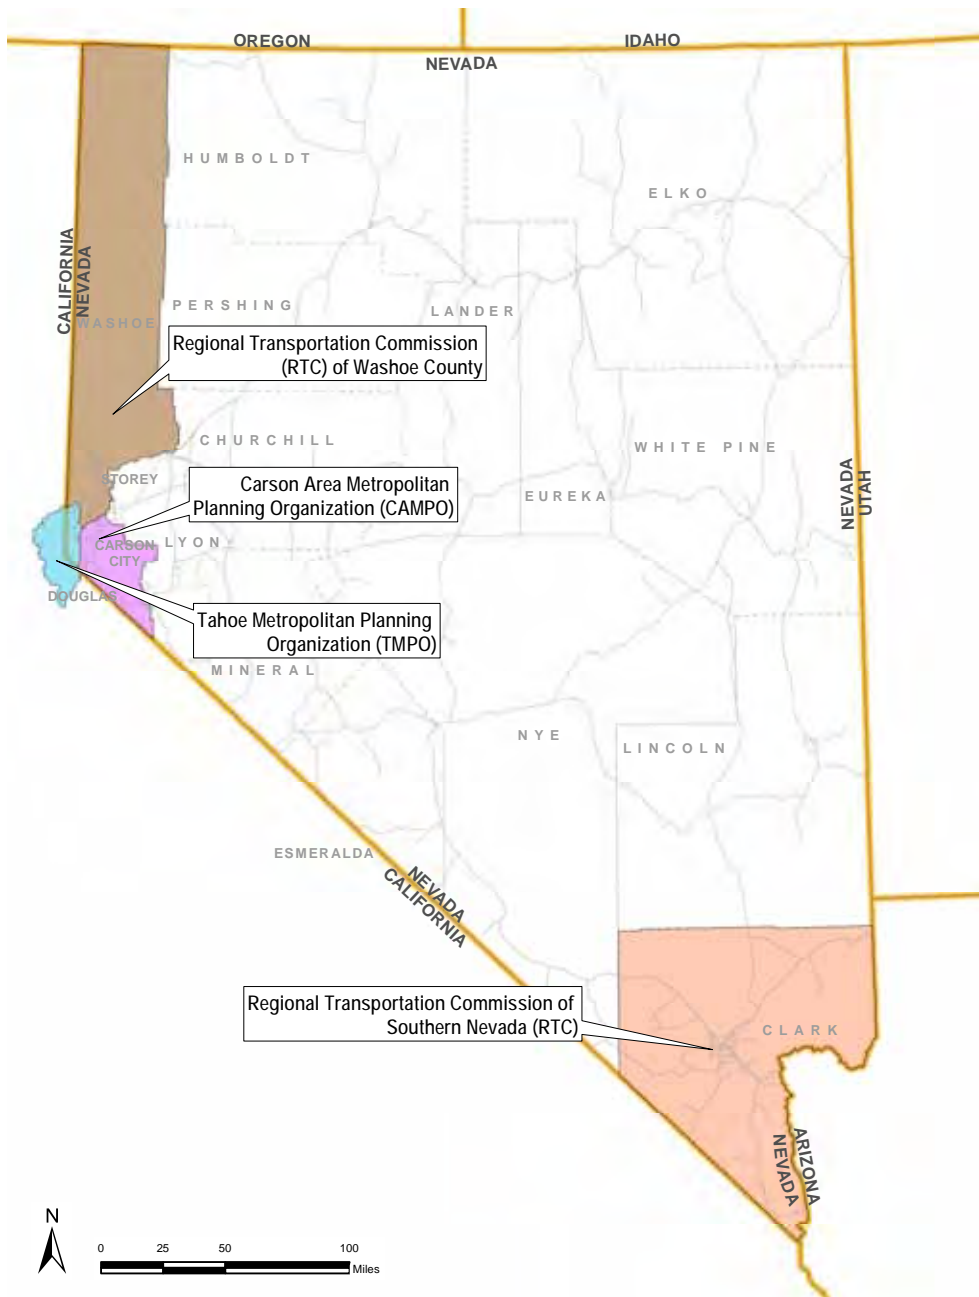 OREGON
IDAHO
NEVADA
HUMBOLDT
ELKO
CALIFORNIA
NEVADA
PERSHING
LANDER
WASHOE
Regional Transportation Commission
(RTC) of Washoe County
CHURCHILL
WHITE PINE
STOREY
Carson Area Metropolitan
Planning Organization (CAMPO)
EUREKA
NEVADA
UTAH
CARSON
CITY
LYON
DOUGLAS
Tahoe Metropolitan Planning
Organization (TMPO)
MINERAL
NYE
LINCOLN
ESMERALDA
NEVADA
CALIFORNIA
Regional Transportation Commission of
Southern Nevada (RTC)
CLARK
ARIZONA
NEVADA
N
0 25 50 100
Miles